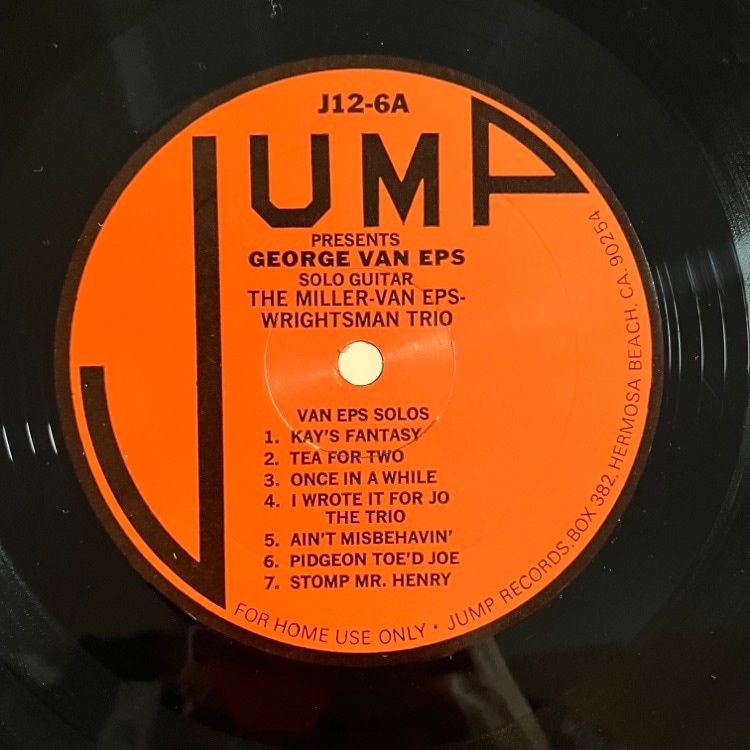 J12-6A
JUMP
PRESENTS
GEORGE VAN EPS
SOLO GUITAR
THE MILLER-VAN EPS-
WRIGHTSMAN TRIO
VAN EPS SOLOS
1. KAY'S FANTASY
2. TEA FOR TWO
3. ONCE IN A WHILE
4. I WROTE IT FOR JO
THE TRIO
5. AIN'T MISBEHAVIN'
6. PIDGEON TOE'D JOE
7. STOMP MR. HENRY
FOR HOME USE ONLY • JUMP RECORDS. BOX 382. HERMOSA BEACH, CA. 90254